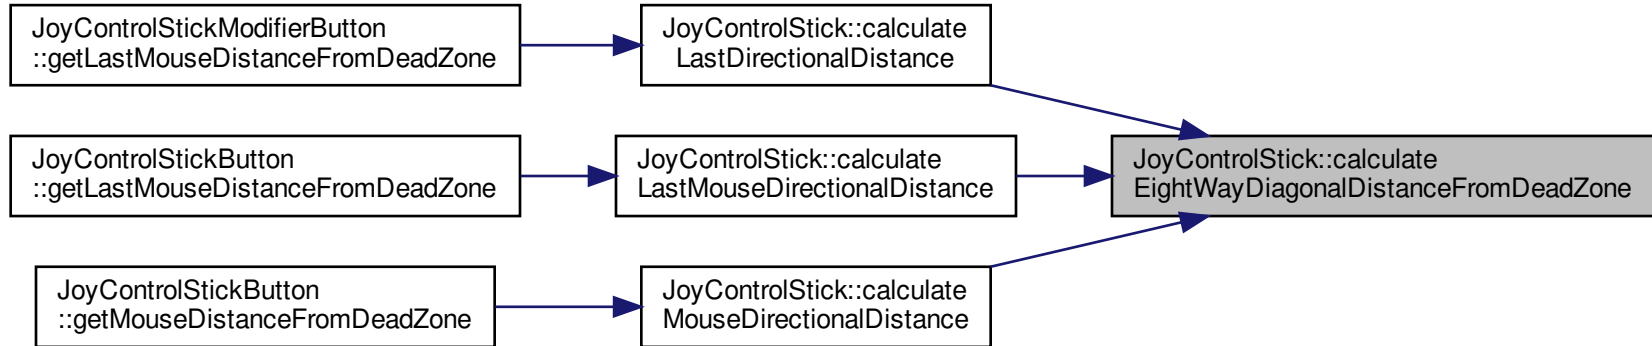 JoyControlStickModifierButton
::getLastMouseDistanceFromDeadZone
JoyControlStick::calculate
LastDirectionalDistance
JoyControlStickButton
::getLastMouseDistanceFromDeadZone
JoyControlStick::calculate
LastMouseDirectionalDistance
JoyControlStick::calculate
EightWayDiagonalDistanceFromDeadZone
JoyControlStickButton
::getMouseDistanceFromDeadZone
JoyControlStick::calculate
MouseDirectionalDistance